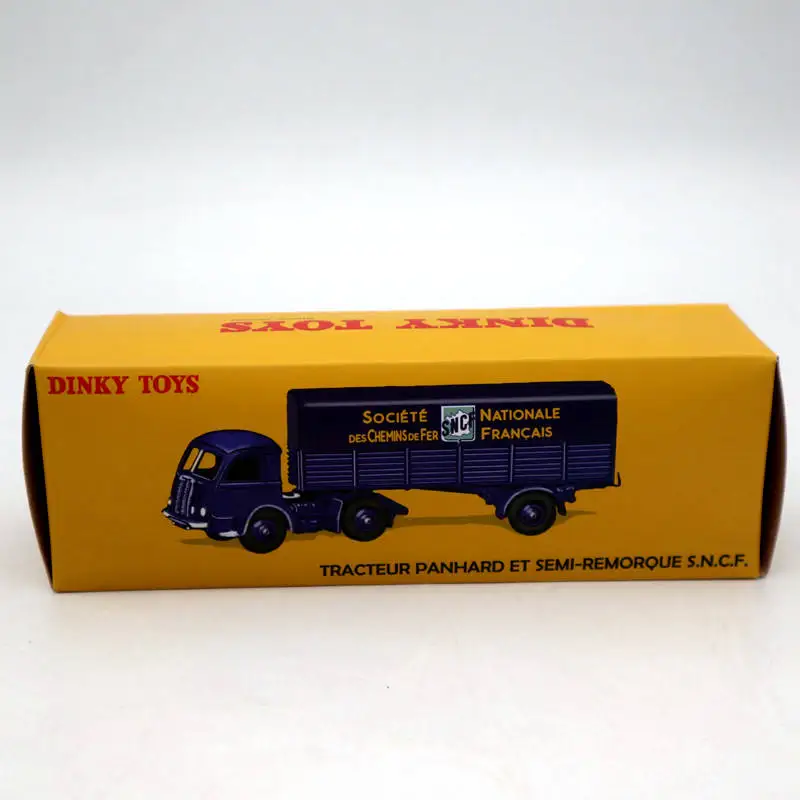 DINKY TOYS
DINKY TOYS
SOCIÉTÉ NATIONALE
DES CHEMINS DE FER FRANÇAIS
SNCF
TRACTEUR PANHARD ET SEMI-REMORQUE S.N.C.F.